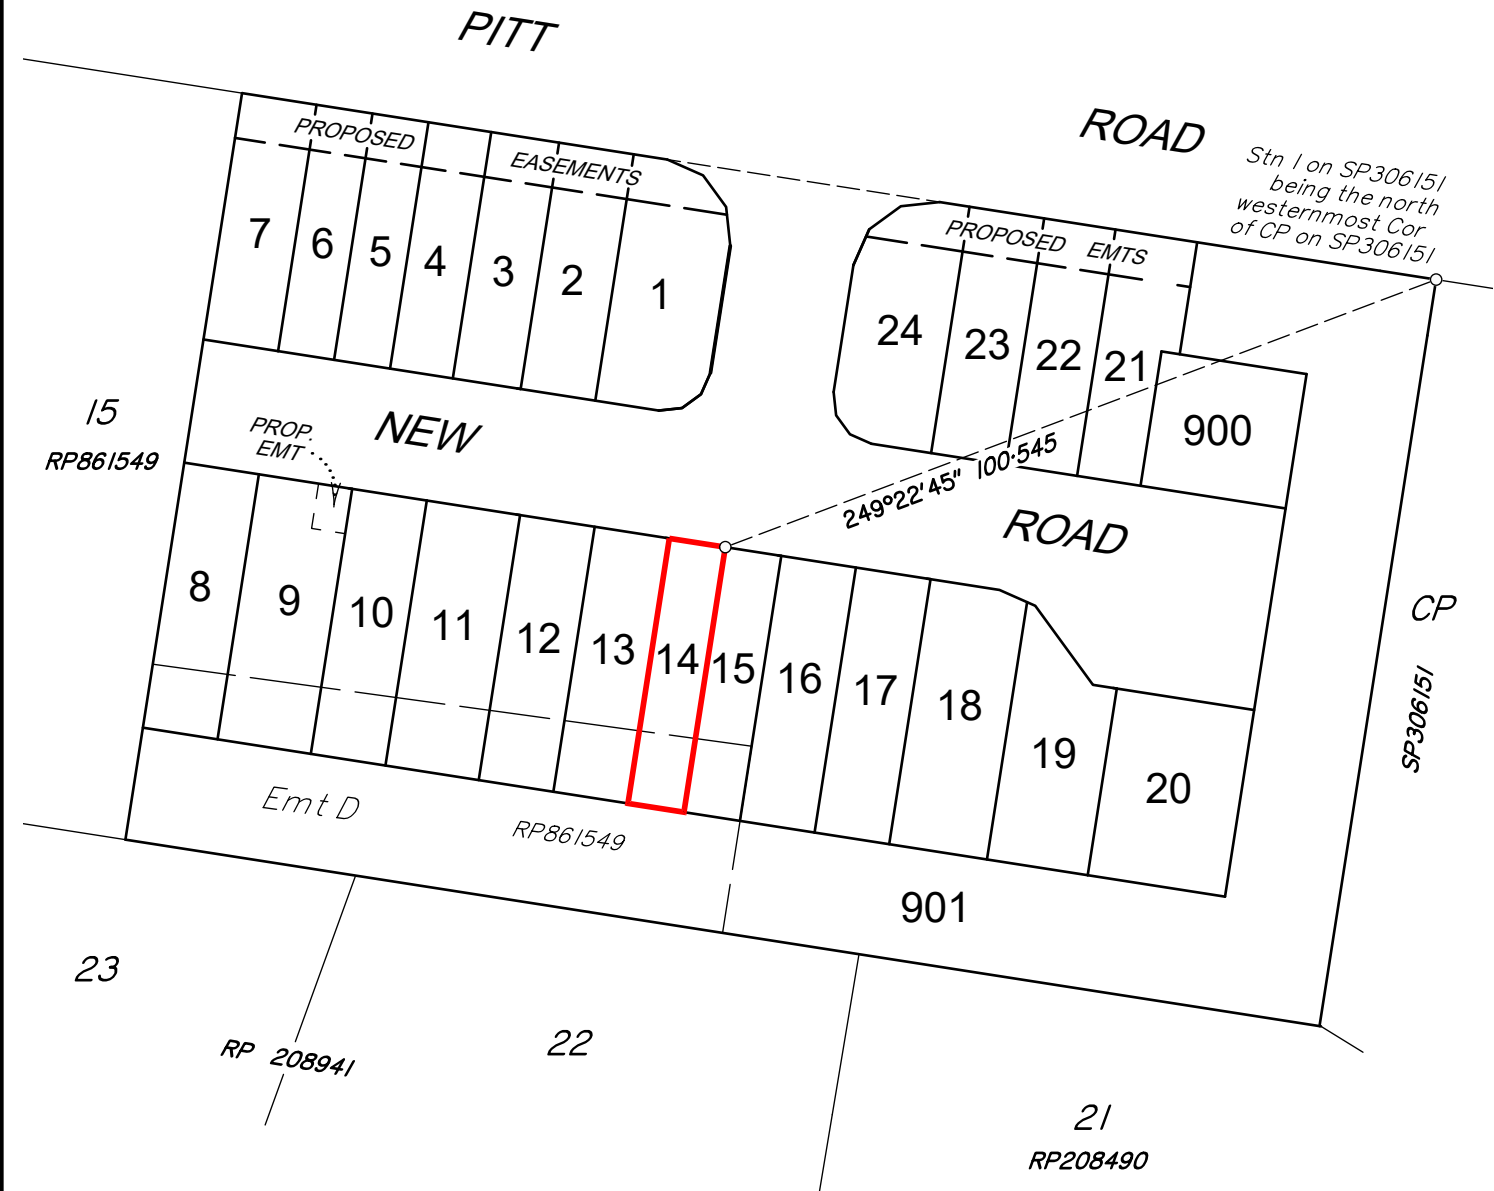 PITT
ROAD
Stn 1 on SP306151
being the north
westernmost Cor
of CP on SP306151
PROPOSED
EASEMENTS
PROPOSED EMTS
7
6
5
4
3
2
1
24
23
22
21
900
15
RP861549
PROP.
EMT
NEW
249°22'45" 100·545
ROAD
8
9
10
11
12
13
14
15
16
17
18
19
20
CP
SP306151
Emt D
RP861549
901
23
RP 208941
22
21
RP208490